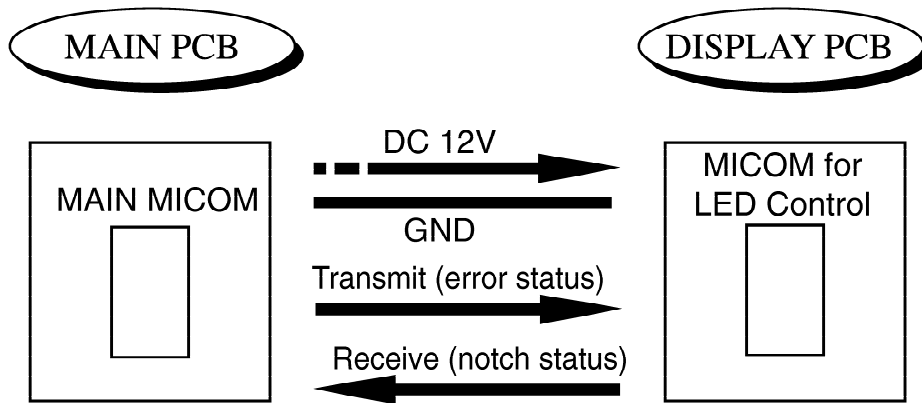 MAIN PCB
DISPLAY PCB
MAIN MICOM
DC 12V
GND
Transmit (error status)
Receive (notch status)
MICOM for
LED Control